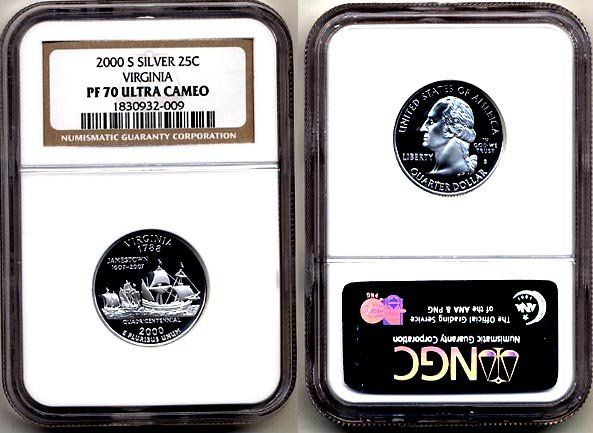 2000 S SILVER 25C
VIRGINIA
PF 70 ULTRA CAMEO
1830932-009
NUMISMATIC GUARANTY CORPORATION
VIRGINIA
1788
JAMESTOWN
1607-2007
QUADRICENTENNIAL
2000
E PLURIBUS UNUM
UNITED STATES OF AMERICA
LIBERTY
IN
GOD WE
TRUST
S
QUARTER DOLLAR
NGC
Numismatic Guaranty Corporation
The Official Grading Service
of the ANA & PNG
PNG
ANA